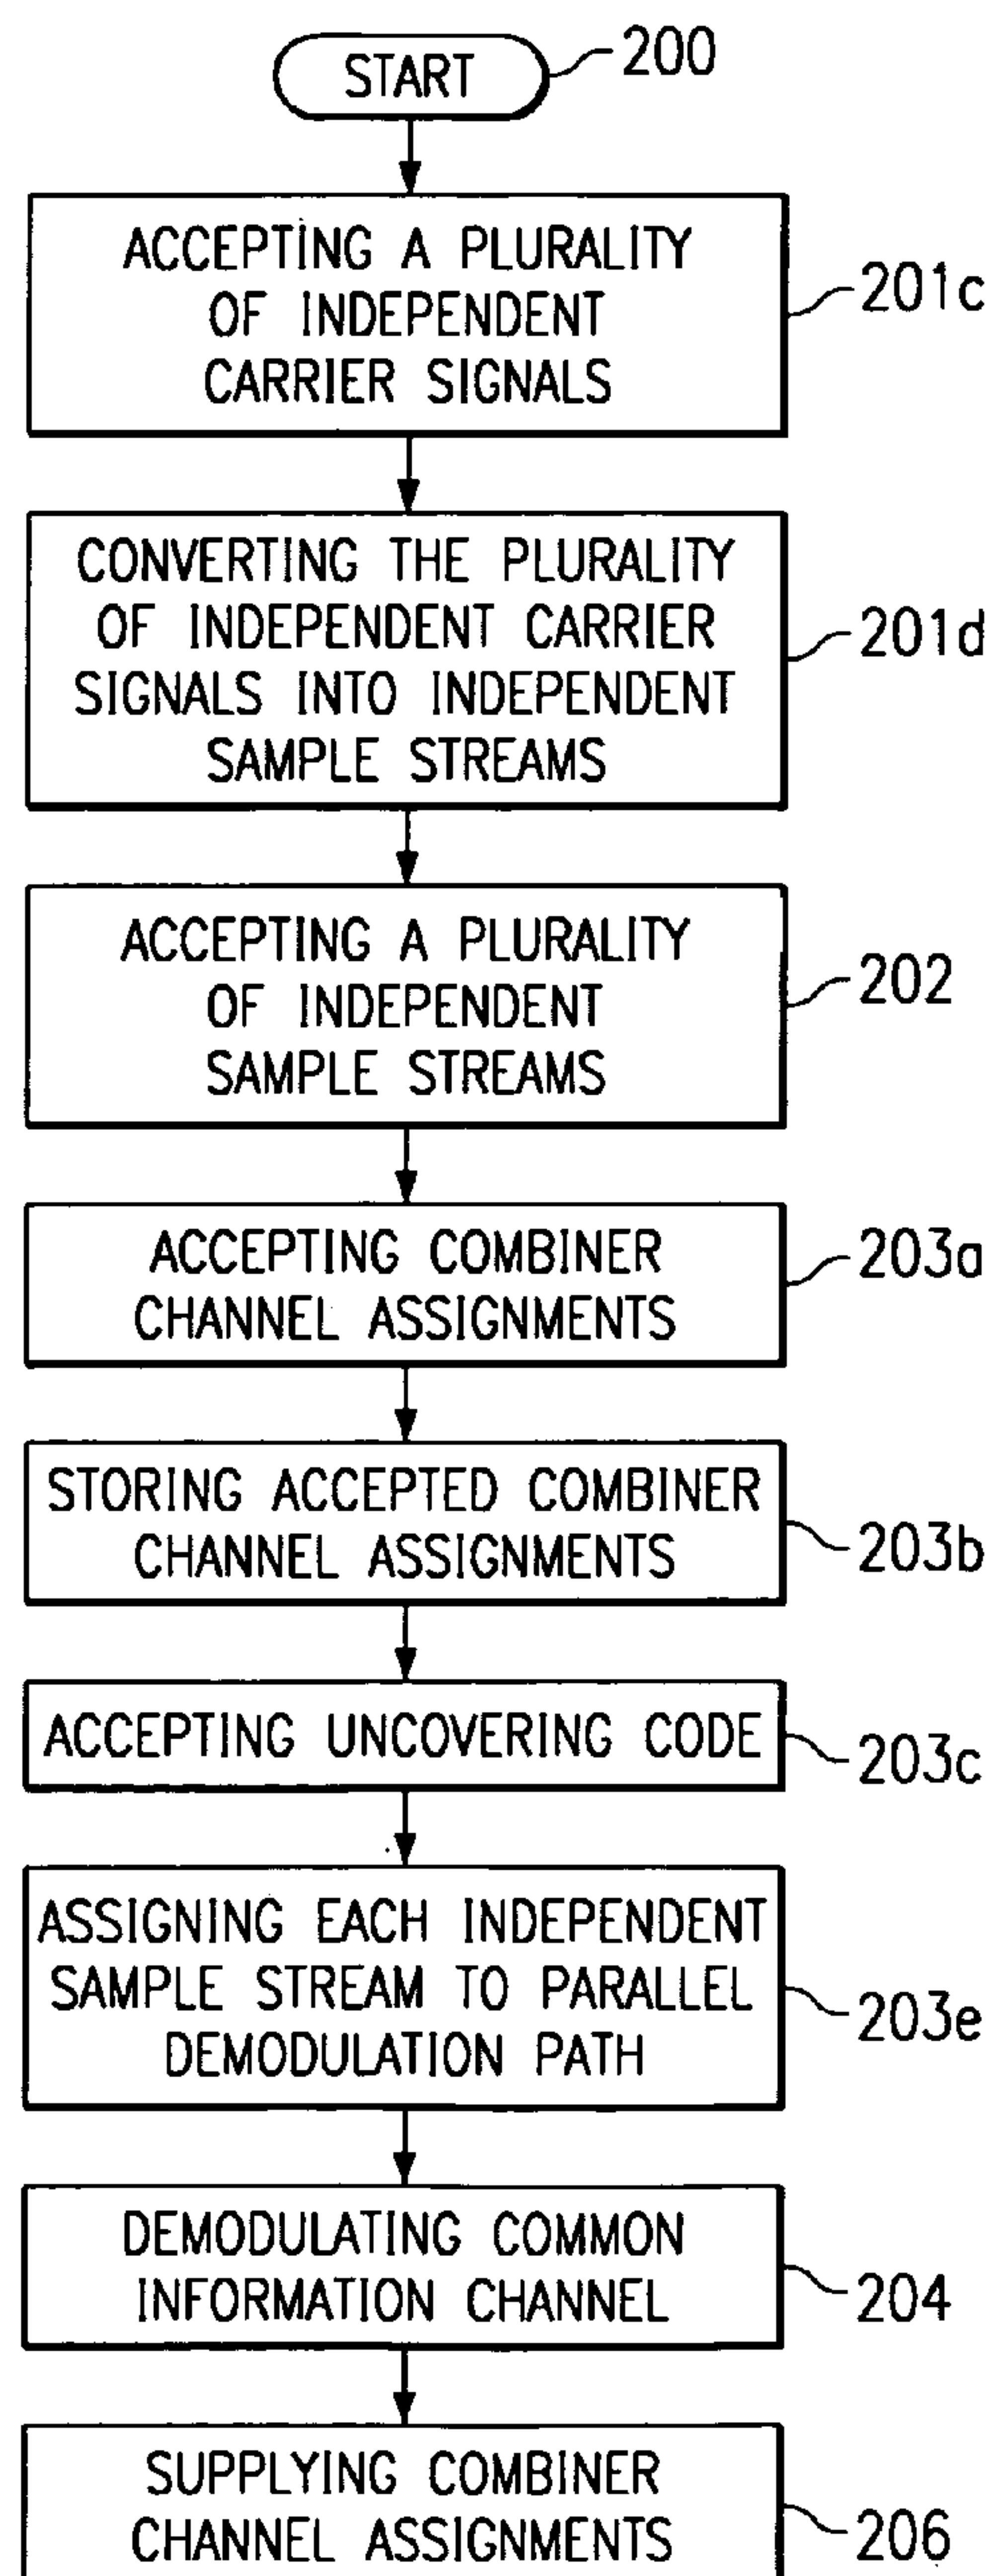 START
200
ACCEPTING A PLURALITY
OF INDEPENDENT
CARRIER SIGNALS
201c
CONVERTING THE PLURALITY
OF INDEPENDENT CARRIER
SIGNALS INTO INDEPENDENT
SAMPLE STREAMS
201d
ACCEPTING A PLURALITY
OF INDEPENDENT
SAMPLE STREAMS
202
ACCEPTING COMBINER
CHANNEL ASSIGNMENTS
203a
STORING ACCEPTED COMBINER
CHANNEL ASSIGNMENTS
203b
ACCEPTING UNCOVERING CODE
203c
ASSIGNING EACH INDEPENDENT
SAMPLE STREAM TO PARALLEL
DEMODULATION PATH
203e
DEMODULATING COMMON
INFORMATION CHANNEL
204
SUPPLYING COMBINER
CHANNEL ASSIGNMENTS
206